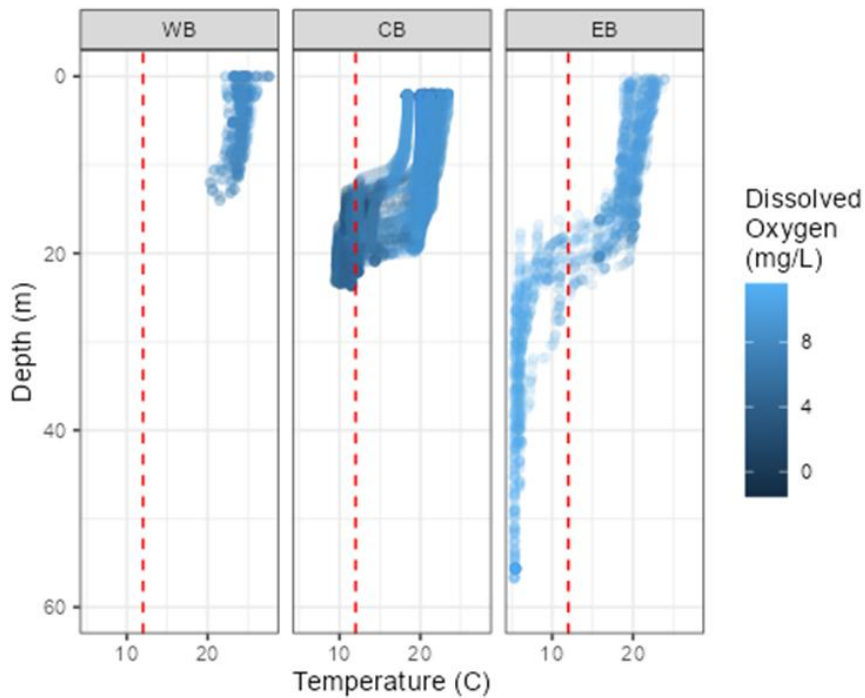 WB CB EB
0
20
40
60
Depth (m)
10 20 10 20 10 20
Temperature (C)
Dissolved
Oxygen
(mg/L)
8
4
0